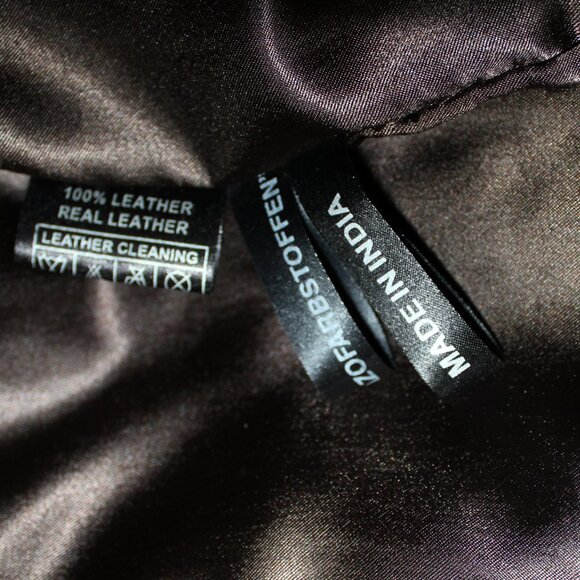 100% LEATHER
REAL LEATHER
LEATHER CLEANING
ZOFARBSTOFFEN"
MADE IN INDIA